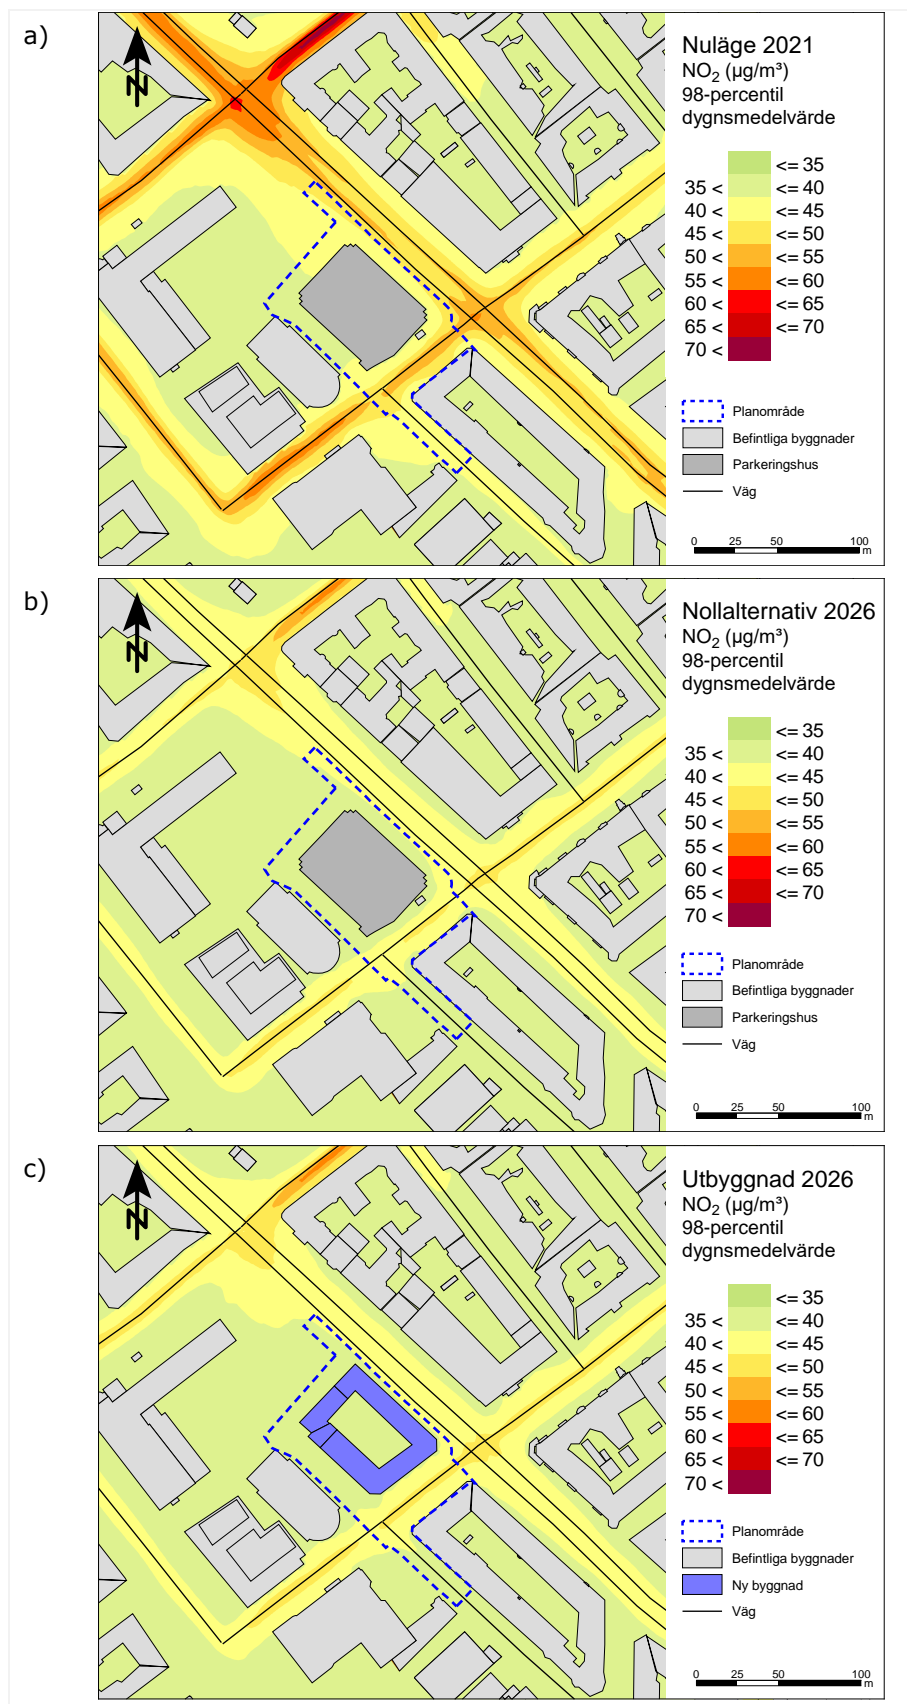 a)
N
Nuläge 2021
NO₂ (µg/m³)
98-percentil
dygnsmedelvärde
<= 35
35 < <= 40
40 < <= 45
45 < <= 50
50 < <= 55
55 < <= 60
60 < <= 65
65 < <= 70
70 <
Planområde
Befintliga byggnader
Parkeringshus
Väg
0 25 50 100
m
b)
N
Nollalternativ 2026
NO₂ (µg/m³)
98-percentil
dygnsmedelvärde
<= 35
35 < <= 40
40 < <= 45
45 < <= 50
50 < <= 55
55 < <= 60
60 < <= 65
65 < <= 70
70 <
Planområde
Befintliga byggnader
Parkeringshus
Väg
0 25 50 100
m
c)
N
Utbyggnad 2026
NO₂ (µg/m³)
98-percentil
dygnsmedelvärde
<= 35
35 < <= 40
40 < <= 45
45 < <= 50
50 < <= 55
55 < <= 60
60 < <= 65
65 < <= 70
70 <
Planområde
Befintliga byggnader
Ny byggnad
Väg
0 25 50 100
m